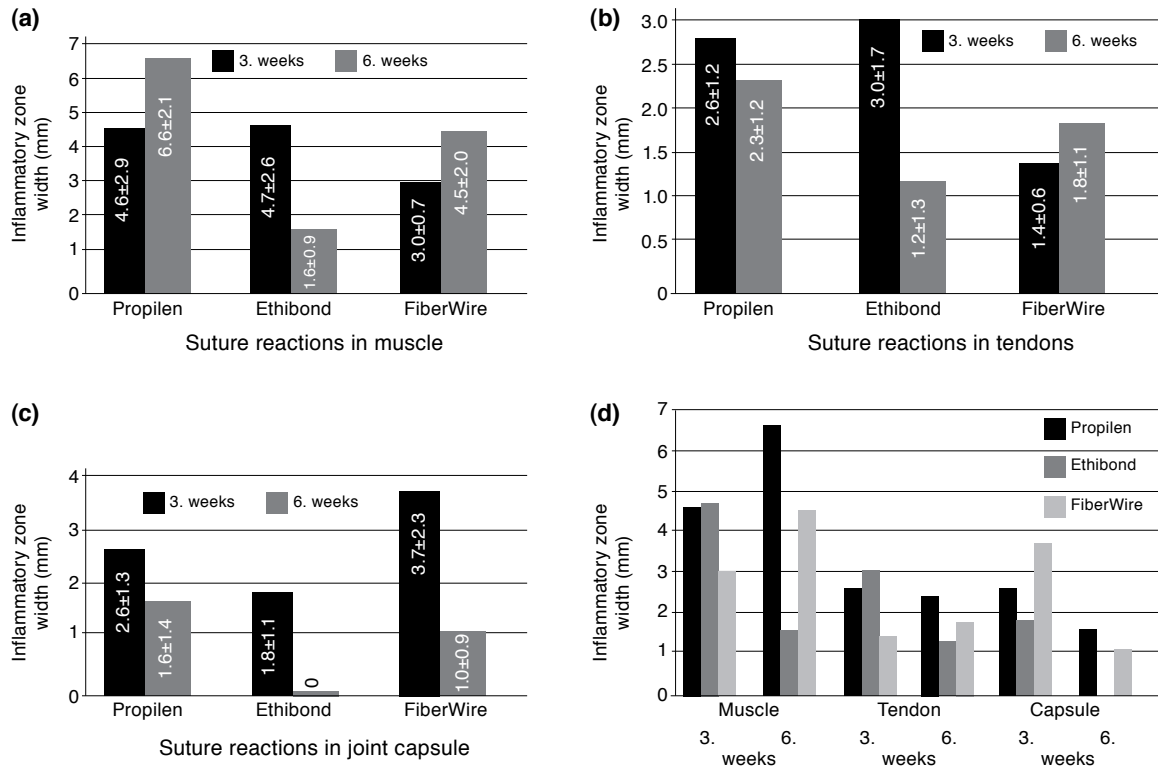 (a)
7
6
5
4
3
2
1
0
Inflammatory zone
width (mm)
3. weeks
6. weeks
4.6±2.9
6.6±2.1
4.7±2.6
1.6±0.9
3.0±0.7
4.5±2.0
Propilen
Ethibond
FiberWire
Suture reactions in muscle
(b)
3.0
2.5
2.0
1.5
1.0
0.5
0
Inflammatory zone
width (mm)
3. weeks
6. weeks
2.6±1.2
2.3±1.2
3.0±1.7
1.2±1.3
1.4±0.6
1.8±1.1
Propilen
Ethibond
FiberWire
Suture reactions in tendons
(c)
4
3
2
1
0
Inflammatory zone
width (mm)
3. weeks
6. weeks
2.6±1.3
1.6±1.4
1.8±1.1
0
3.7±2.3
1.0±0.9
Propilen
Ethibond
FiberWire
Suture reactions in joint capsule
(d)
7
6
5
4
3
2
1
0
Inflammatory zone
width (mm)
Propilen
Ethibond
FiberWire
Muscle
Tendon
Capsule
3. 6. 3. 6. 3. 6.
weeks weeks weeks